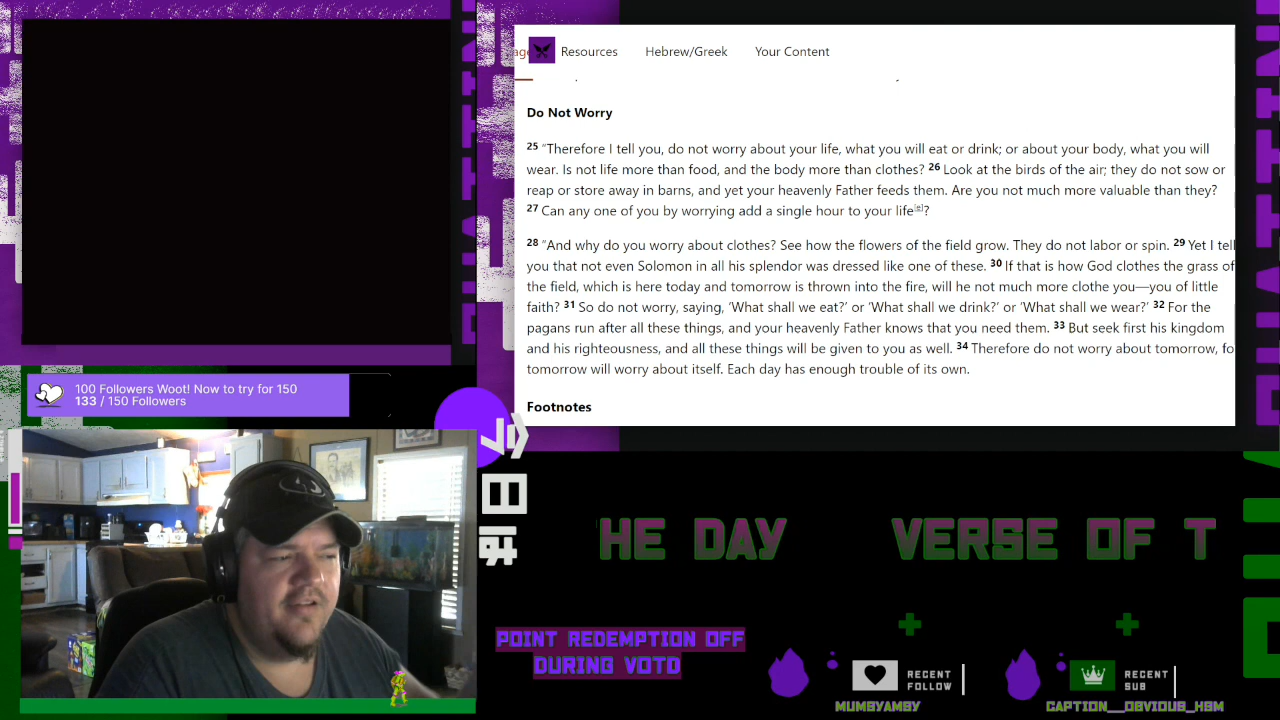 Resources Hebrew/Greek Your Content
Do Not Worry
25 "Therefore I tell you, do not worry about your life, what you will eat or drink; or about your body, what you will
wear. Is not life more than food, and the body more than clothes? 26 Look at the birds of the air; they do not sow or
reap or store away in barns, and yet your heavenly Father feeds them. Are you not much more valuable than they?
27 Can any one of you by worrying add a single hour to your life[e]?
28 "And why do you worry about clothes? See how the flowers of the field grow. They do not labor or spin. 29 Yet I tell
you that not even Solomon in all his splendor was dressed like one of these. 30 If that is how God clothes the grass of
the field, which is here today and tomorrow is thrown into the fire, will he not much more clothe you—you of little
faith? 31 So do not worry, saying, 'What shall we eat?' or 'What shall we drink?' or 'What shall we wear?' 32 For the
pagans run after all these things, and your heavenly Father knows that you need them. 33 But seek first his kingdom
and his righteousness, and all these things will be given to you as well. 34 Therefore do not worry about tomorrow, fo
tomorrow will worry about itself. Each day has enough trouble of its own.
Footnotes
100 Followers Woot! Now to try for 150
133 / 150 Followers
HE DAY VERSE OF T
POINT REDEMPTION OFF
DURING VOTD
RECENT
FOLLOW
MUMBYAMBY
RECENT
SUB
CAPTION__OBVIOUS_HSM